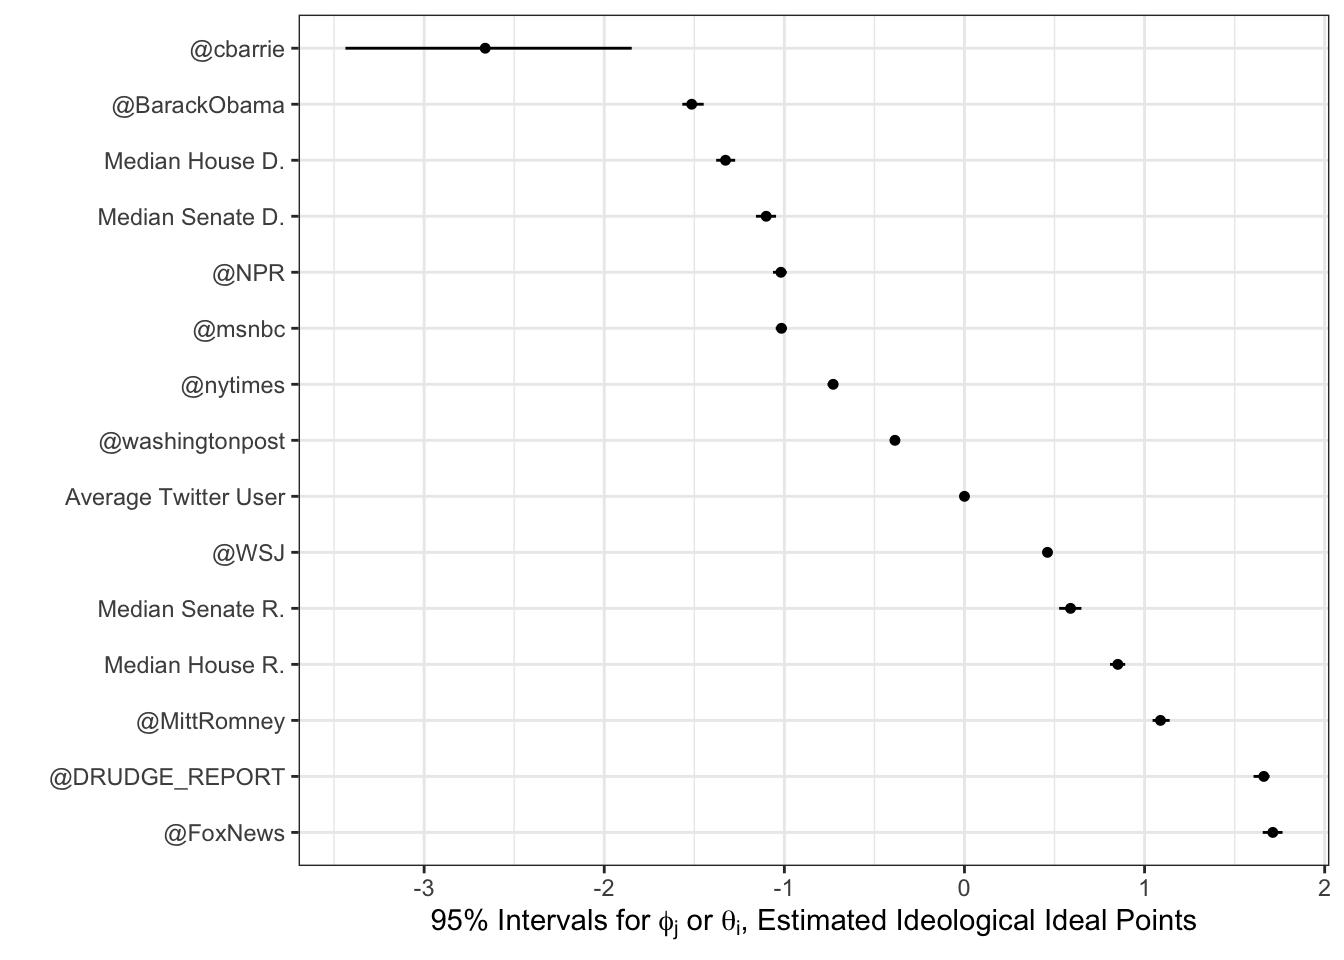 @cbarrie
@BarackObama
Median House D.
Median Senate D.
@NPR
@msnbc
@nytimes
@washingtonpost
Average Twitter User
@WSJ
Median Senate R.
Median House R.
@MittRomney
@DRUDGE_REPORT
@FoxNews
-3 -2 -1 0 1 2
95% Intervals for ϕj or θi, Estimated Ideological Ideal Points